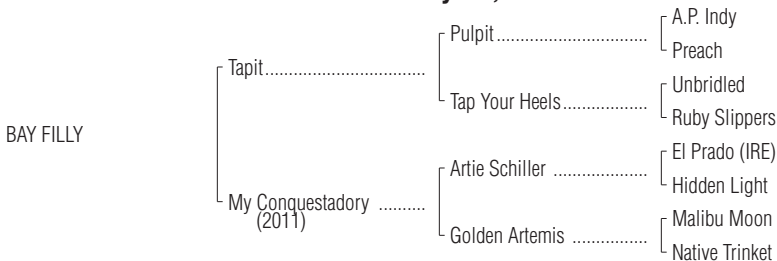 A.P. Indy
Pulpit................................
Preach
Tapit..................................
Unbridled
Tap Your Heels..................
Ruby Slippers
BAY FILLY
El Prado (IRE)
Artie Schiller ....................
Hidden Light
My Conquestadory ..........
(2011)
Malibu Moon
Golden Artemis ................
Native Trinket